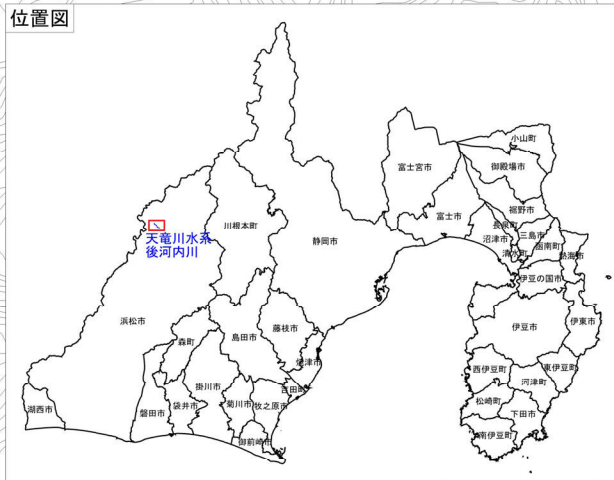 位置図
小山町
富士宮市
御殿場市
裾野市
富士市
長泉町
三島市
川根本町
静岡市
沼津市
函南町
熱海市
清水町
天竜川水系
後河内川
伊豆の国市
浜松市
伊豆市
伊東市
藤枝市
島田市
森町
焼津市
西伊豆町
東伊豆町
掛川市
河津町
吉田町
松崎町
湖西市
磐田市
袋井市
菊川市
牧之原市
下田市
御前崎市
南伊豆町